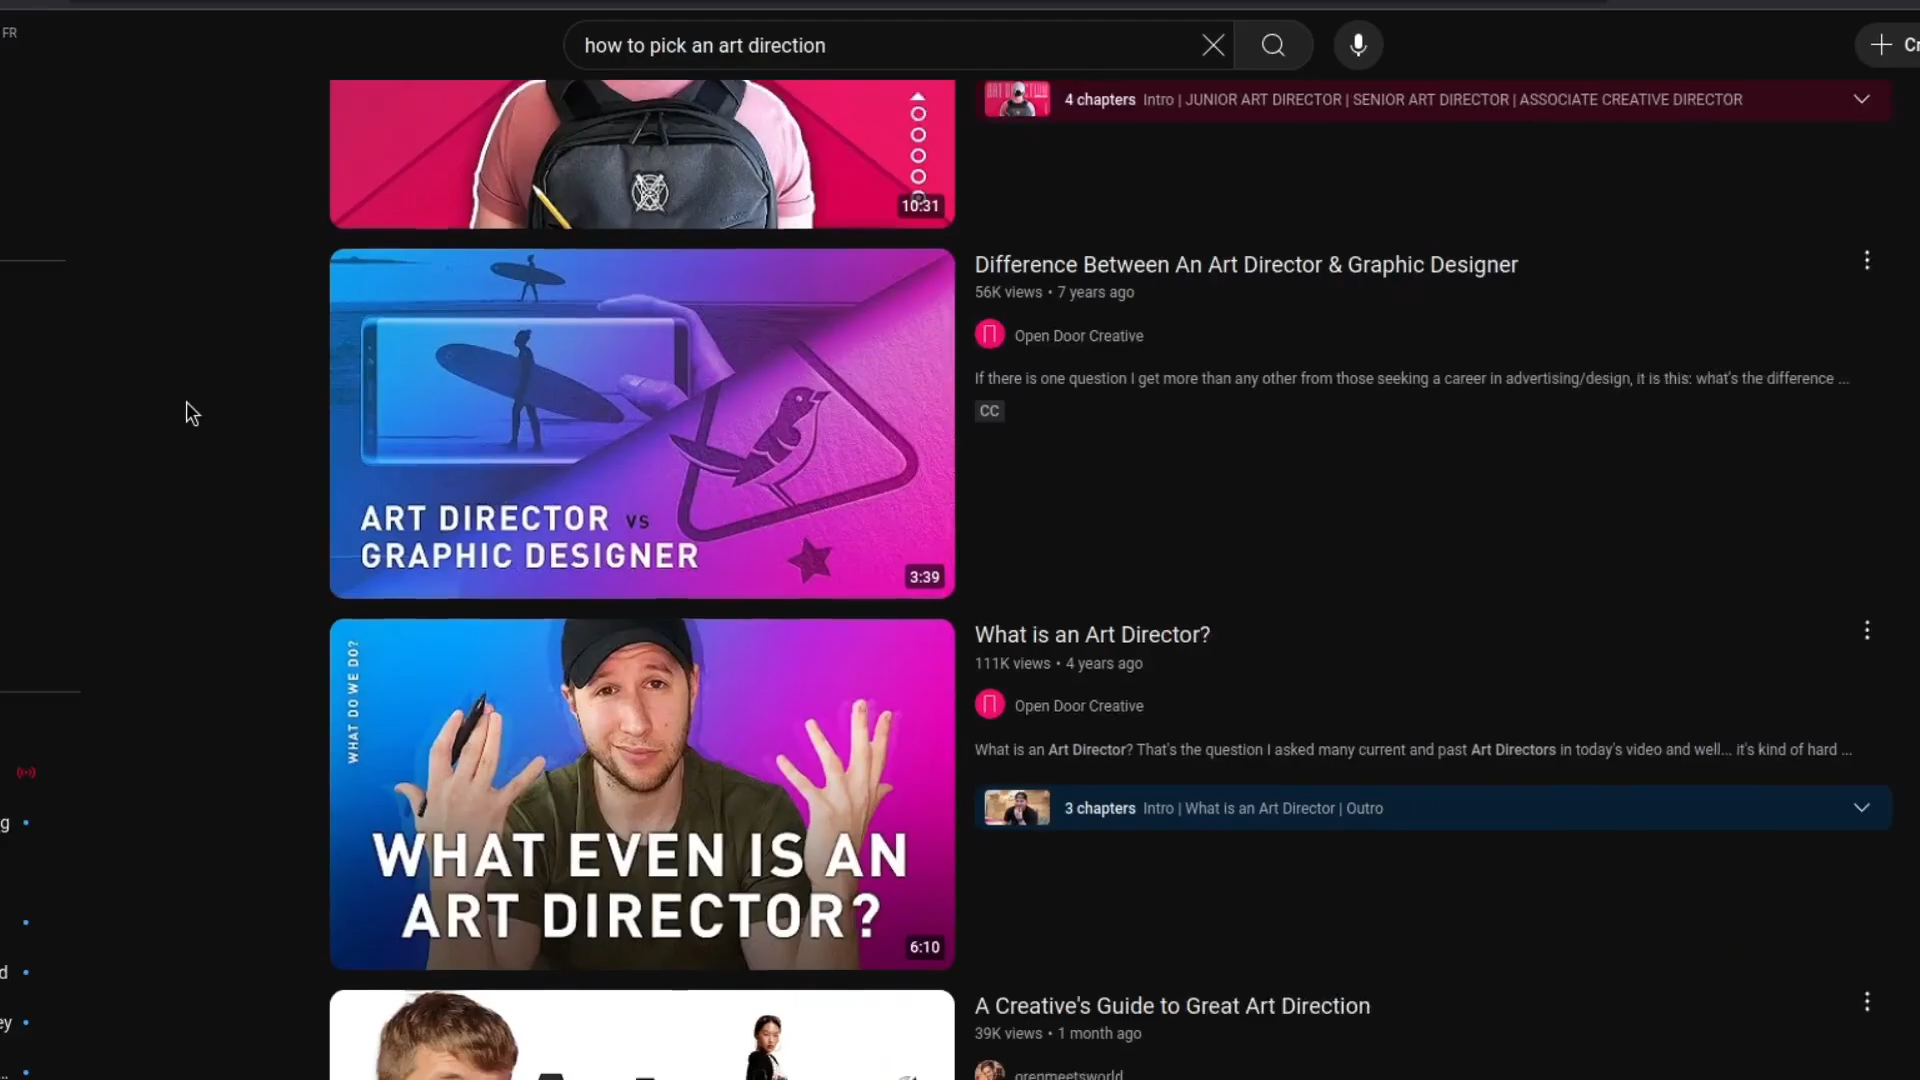 FR
how to pick an art direction
4 chapters Intro | JUNIOR ART DIRECTOR | SENIOR ART DIRECTOR | ASSOCIATE CREATIVE DIRECTOR
10:31
Difference Between An Art Director & Graphic Designer
56K views • 7 years ago
Open Door Creative
If there is one question I get more than any other from those seeking a career in advertising/design, it is this: what's the difference ...
CC
ART DIRECTOR VS
GRAPHIC DESIGNER
3:39
What is an Art Director?
111K views • 4 years ago
Open Door Creative
What is an Art Director? That's the question I asked many current and past Art Directors in today's video and well... it's kind of hard ...
3 chapters Intro | What is an Art Director | Outro
WHAT DO WE DO?
WHAT EVEN IS AN
ART DIRECTOR?
6:10
g
d
ey
A Creative's Guide to Great Art Direction
39K views • 1 month ago
orenmeetsworld